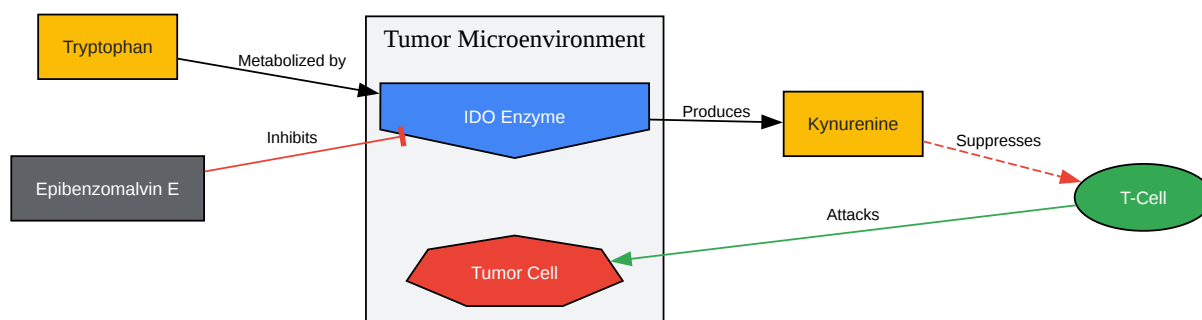 Tumor Microenvironment
Tryptophan
Metabolized by
IDO Enzyme
Produces
Kynurenine
Inhibits
Suppresses
Epibenzomalvin E
T-Cell
Attacks
Tumor Cell